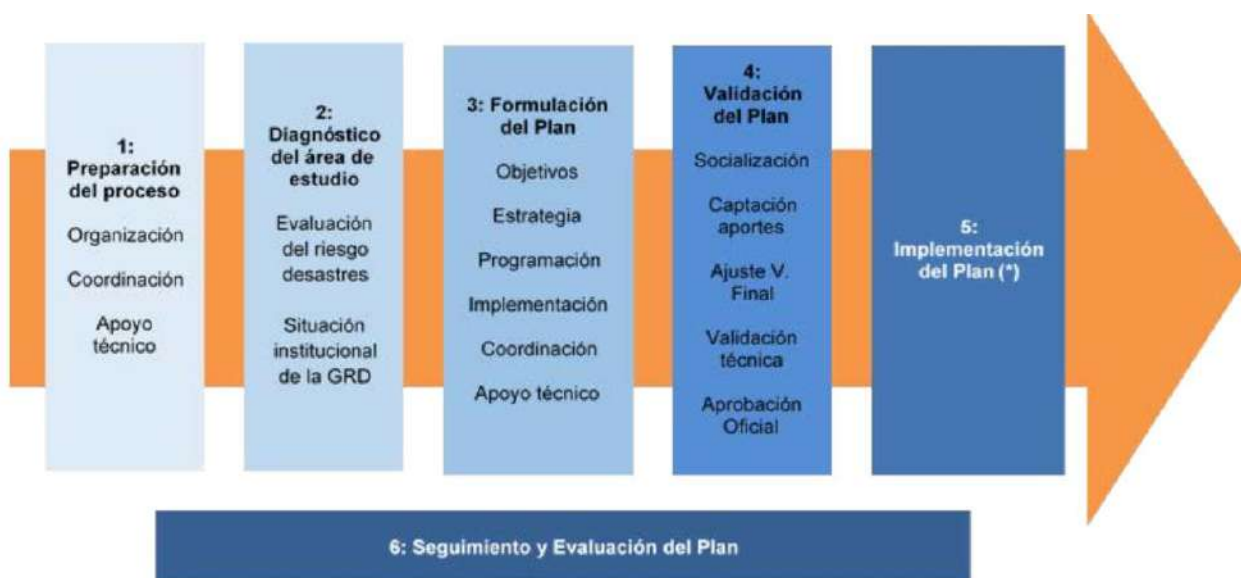 1:
Preparación
del proceso
Organización
Coordinación
Apoyo
técnico
2:
Diagnóstico
del área de
estudio
Evaluación
del riesgo
desastres
Situación
institucional
de la GRD
3: Formulación
del Plan
Objetivos
Estrategia
Programación
Implementación
Coordinación
Apoyo técnico
4:
Validación
del Plan
Socialización
Captación
aportes
Ajuste V.
Final
Validación
técnica
Aprobación
Oficial
5:
Implementación
del Plan (*)
6: Seguimiento y Evaluación del Plan